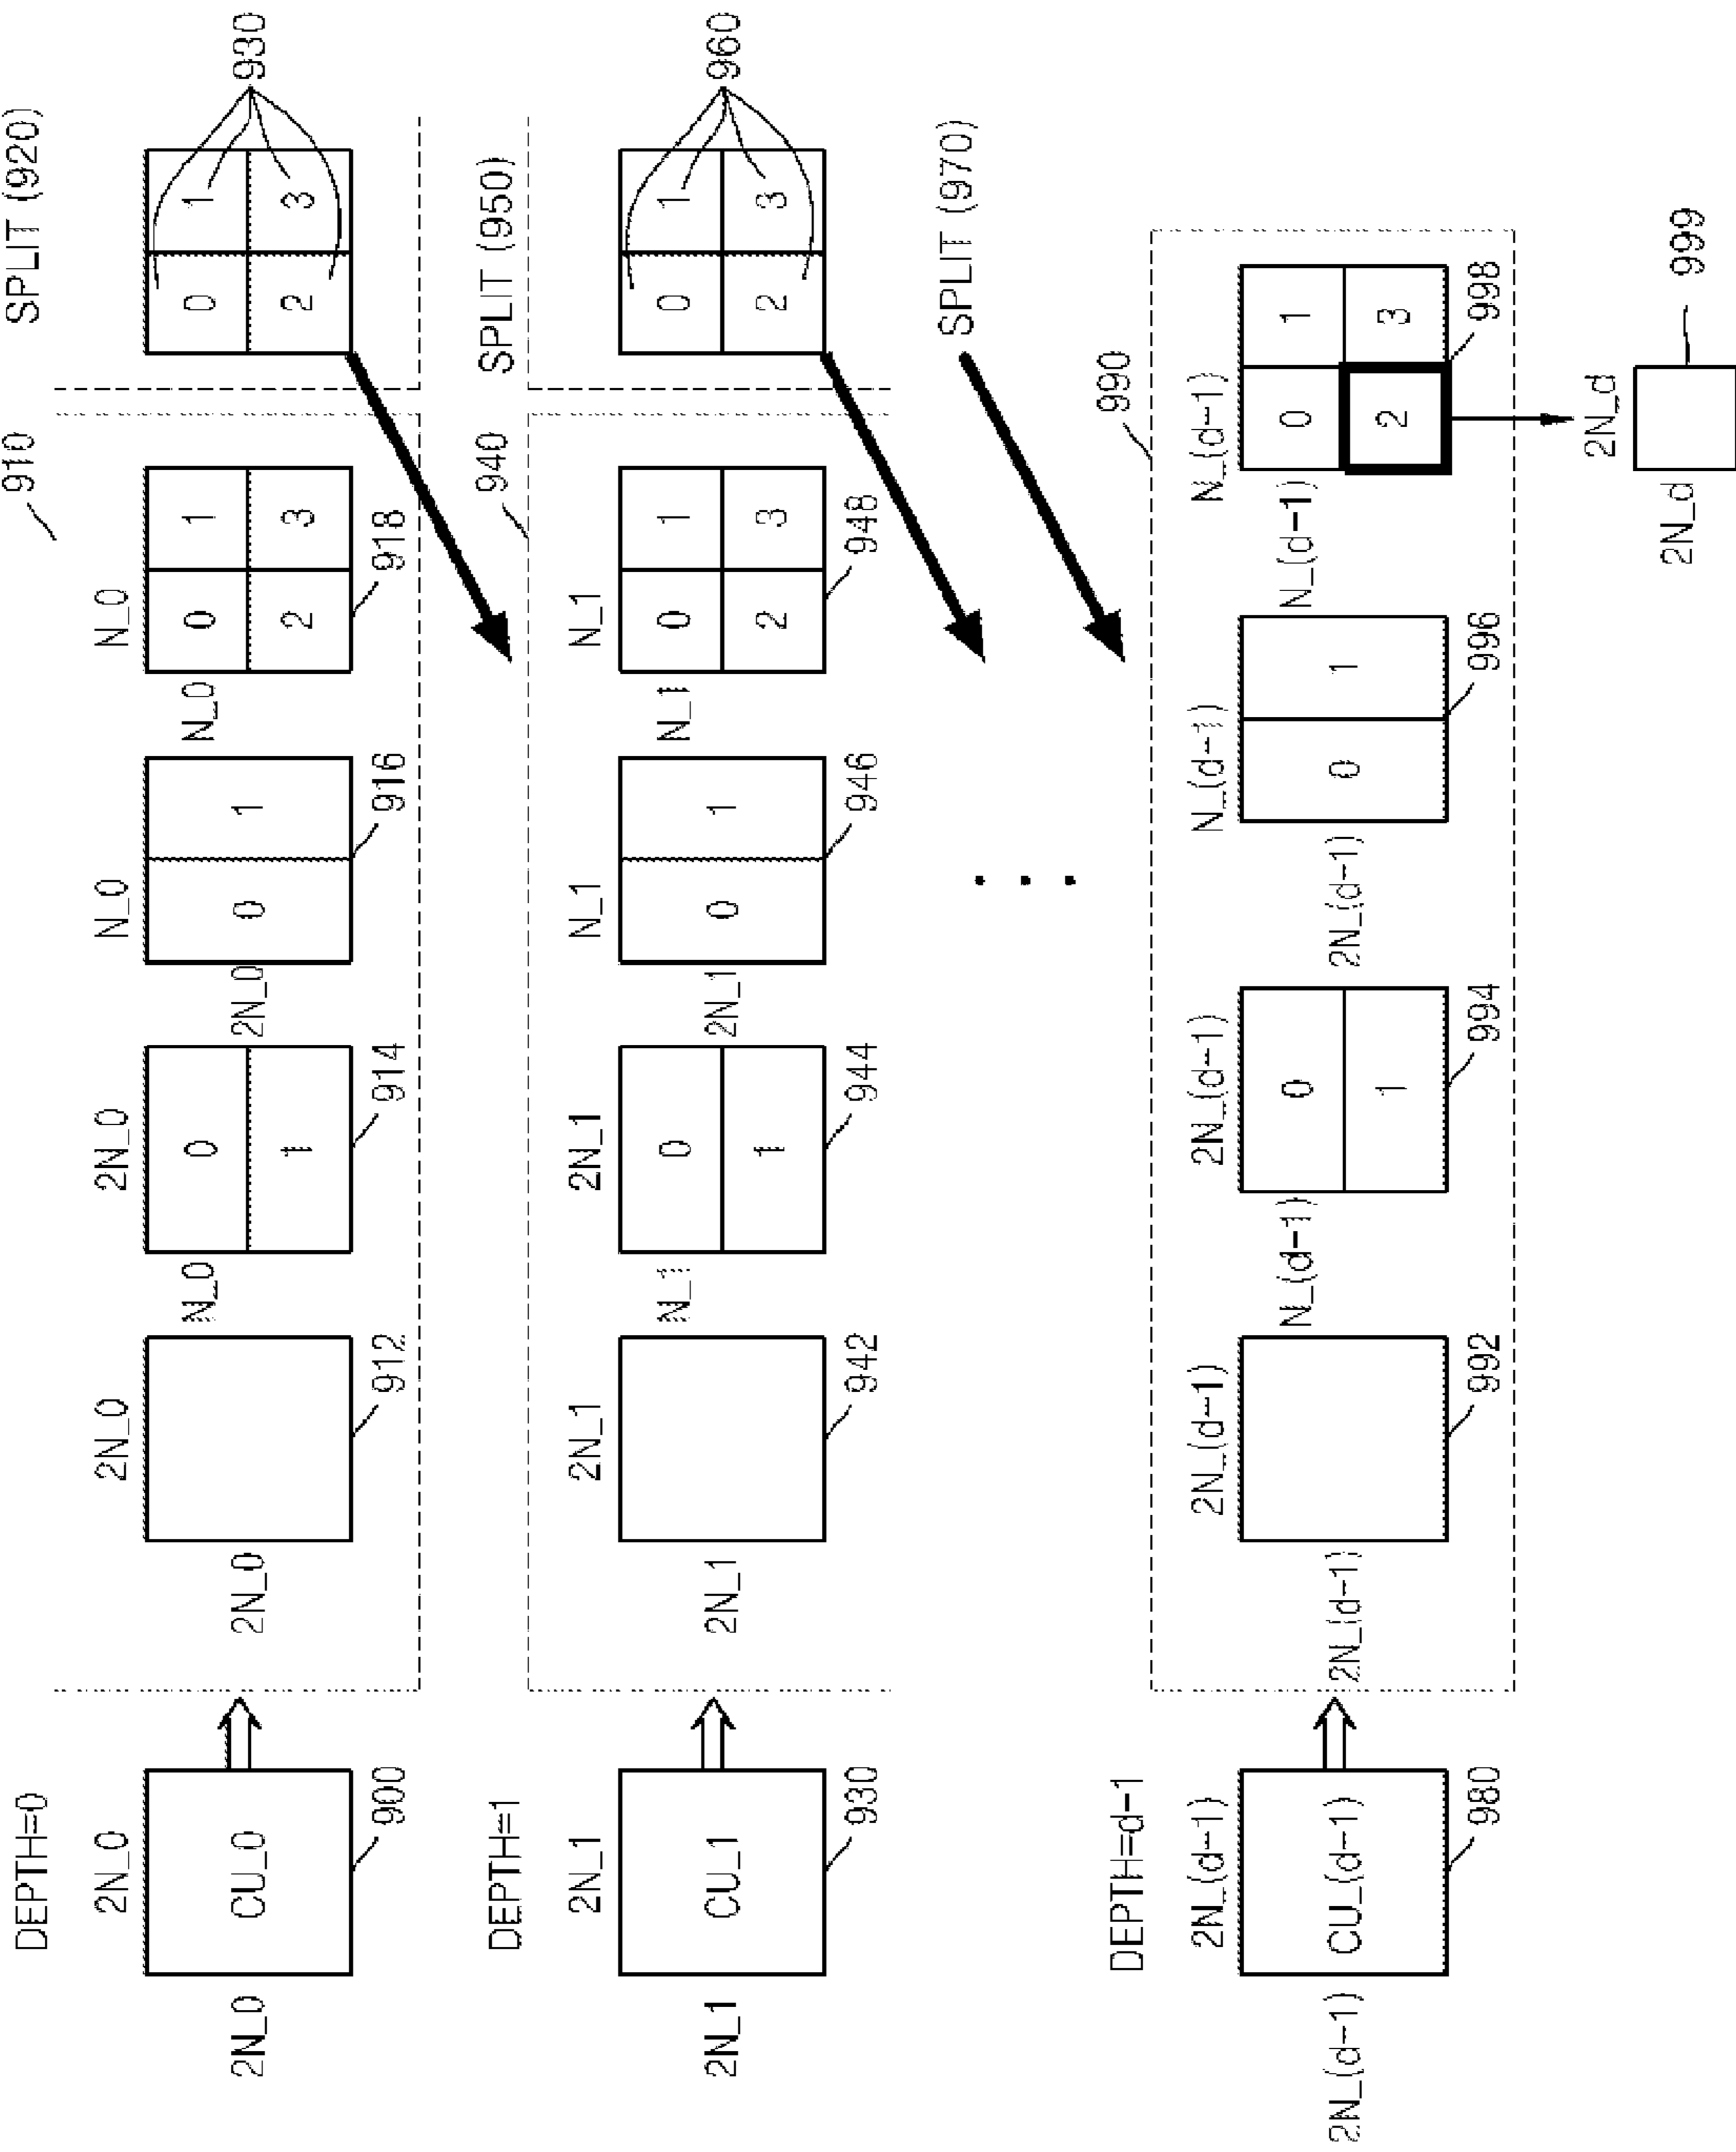 DEPTH=0
910
SPLIT (920)
2N_0
2N_0
2N_0
N_0
N_0
2N_0
CU_0
2N_0
N_0
0
1
2N_0
0
1
N_0
0
1
2
3
0
1
2
3
930
900
912
914
916
918
DEPTH=1
940
SPLIT (950)
2N_1
2N_1
2N_1
N_1
N_1
2N_1
CU_1
2N_1
N_1
0
1
2N_1
0
1
N_1
0
1
2
3
0
1
2
3
960
930
942
944
946
948
SPLIT (970)
. . .
DEPTH=d-1
990
2N_(d-1)
2N_(d-1)
2N_(d-1)
N_(d-1)
N_(d-1)
2N_(d-1)
CU_(d-1)
2N_(d-1)
N_(d-1)
0
1
2N_(d-1)
0
1
N_(d-1)
0
1
2
3
980
992
994
996
998
2N_d
2N_d
999